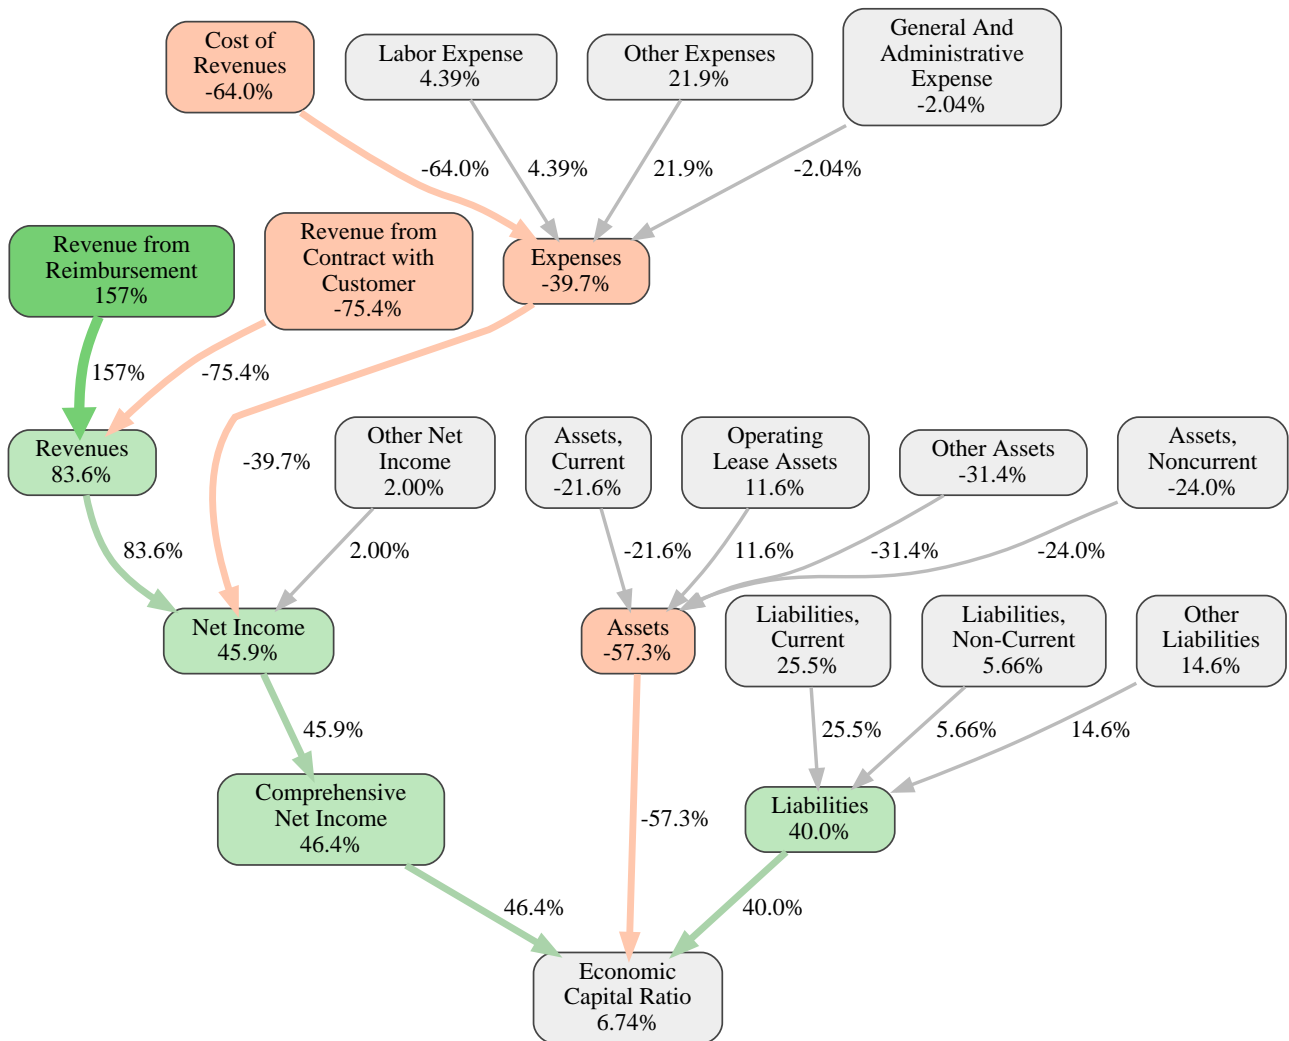 Cost of
Revenues
-64.0%
Labor Expense
4.39%
Other Expenses
21.9%
General And
Administrative
Expense
-2.04%
-64.0%
4.39%
21.9%
-2.04%
Revenue from
Reimbursement
157%
Revenue from
Contract with
Customer
-75.4%
Expenses
-39.7%
157%
-75.4%
-39.7%
Revenues
83.6%
Other Net
Income
2.00%
Assets,
Current
-21.6%
Operating
Lease Assets
11.6%
Other Assets
-31.4%
Assets,
Noncurrent
-24.0%
83.6%
2.00%
-21.6%
11.6%
-31.4%
-24.0%
Net Income
45.9%
Assets
-57.3%
Liabilities,
Current
25.5%
Liabilities,
Non-Current
5.66%
Other
Liabilities
14.6%
45.9%
-57.3%
25.5%
5.66%
14.6%
Comprehensive
Net Income
46.4%
Liabilities
40.0%
46.4%
40.0%
Economic
Capital Ratio
6.74%